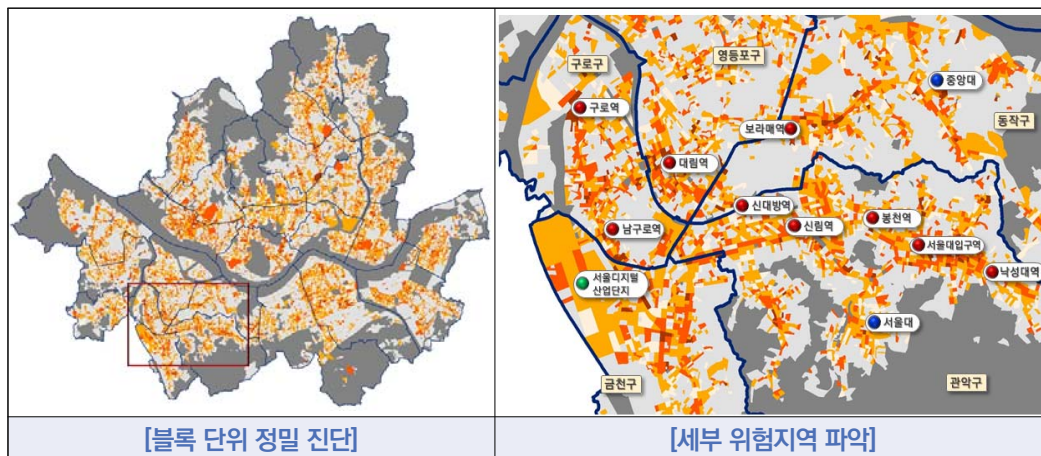 구로구
영등포구
중앙대
구로역
보라매역
동작구
대림역
신대방역
봉천역
남구로역
신림역
서울대입구역
낙성대역
서울디지털
산업단지
서울대
금천구
관악구
[블록 단위 정밀 진단]
[세부 위험지역 파악]